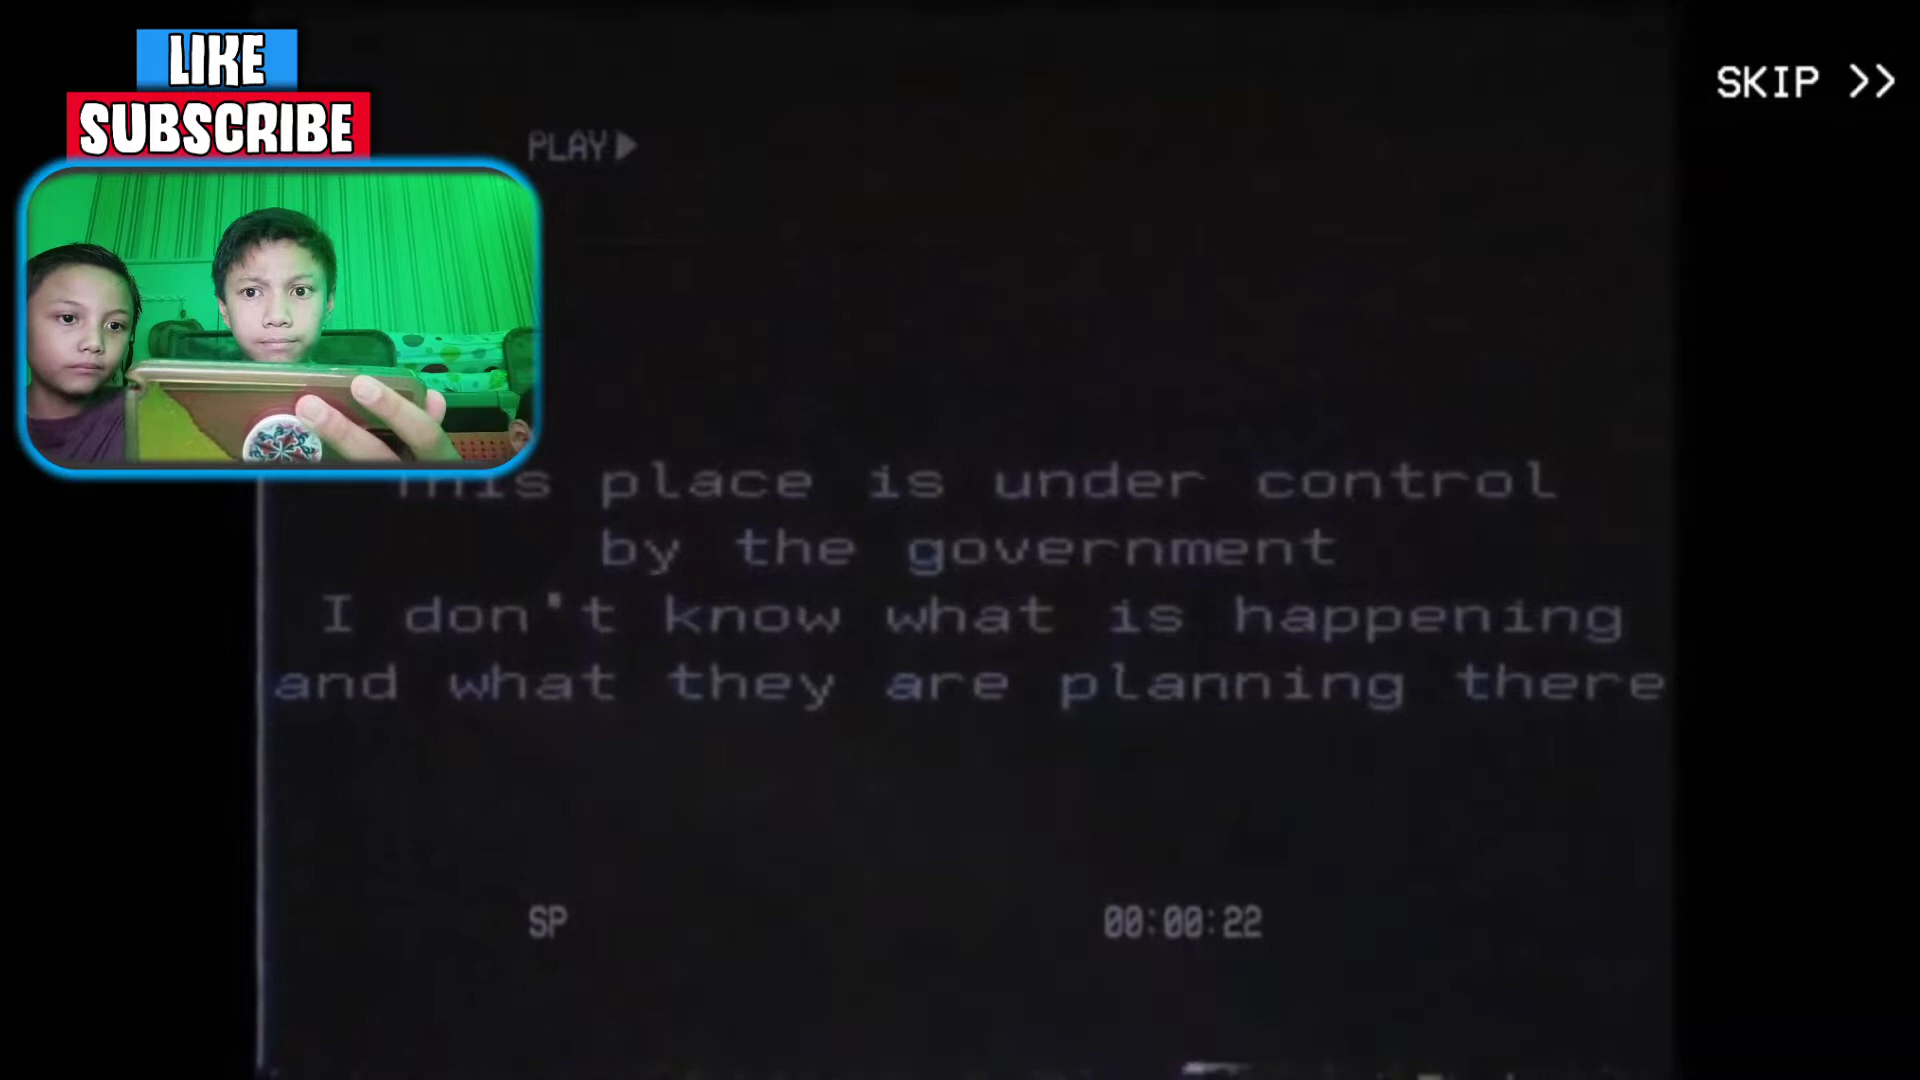 LIKE
SUBSCRIBE
SKIP >>
PLAY
This place is under control
by the government
I don't know what is happening
and what they are planning there
SP
00:00:22